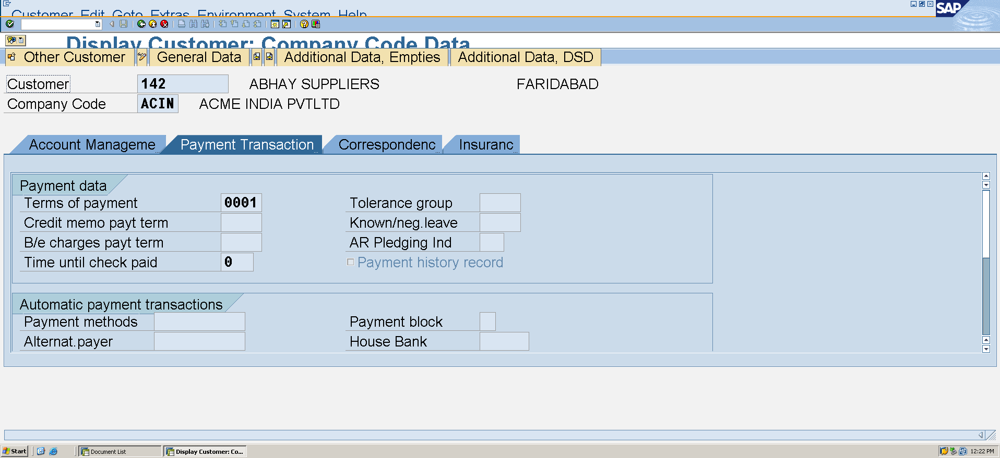 Customer Edit Goto Extras Environment System Help
SAP
Display Customer: Company Code Data
Other Customer General Data Additional Data, Empties Additional Data, DSD
Customer 142 ABHAY SUPPLIERS FARIDABAD
Company Code ACIN ACME INDIA PVTLTD
Account Manageme... Payment Transaction... Correspondenc... Insuranc...
Payment data
Terms of payment 0001 Tolerance group
Credit memo payt term Known/neg.leave
B/e charges payt term AR Pledging Ind
Time until check paid 0 Payment history record
Automatic payment transactions
Payment methods Payment block
Alternat.payer House Bank
Start Document List Display Customer: Co... 12:22 PM